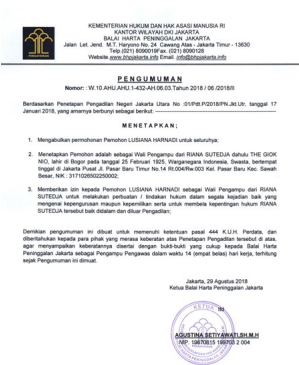 KEMENTERIAN HUKUM DAN HAK ASASI MANUSIA RI
KANTOR WILAYAH DKI JAKARTA
BALAI HARTA PENINGGALAN JAKARTA
Jalan Let. Jend. M.T. Haryono No. 24 Cawang Atas - Jakarta Timur - 13630
Telp.(021) 8090019Fax. (021) 8090128
Website:www.bhpjakarta.info Email. info@bhpjakarta.info
P E N G U M U M A N
Nomor: : W.10.AHU.AHU.1-432-AH.06.03.Tahun 2018 / 06 /2018/II
Berdasarkan Penetapan Pengadilan Negeri Jakarta Utara No :01/Pdt.P/2018/PN.Jkt.Utr, tanggal 17
Januari 2018, yang amarnya berbunyi sebagai berikut:
M E N E T A P K A N ;
1. Mengabulkan permohonan Pemohon LUSIANA HARNADI untuk seluruhnya;
2. Menetapkan Pemohon adalah sebagai Wali Pengampu dari RIANA SUTEDJA dahulu THE GIOK
NIO, lahir di Bogor pada tanggal 25 Februari 1925, Warganegara Indonesia, Swasta, bertempat
tinggal di Jakarta Pusat Jl. Pasar Baru Timur No.14 Rt.004/Rw.003 Kel. Pasar Baru Kec. Sawah
Besar, NIK : 3171026502250002;
3. Memberikan izin kepada Pemohon LUSIANA HARNADI sebagai Wali Pengampu dari RIANA
SUTEDJA untuk melakukan perbuatan / tindakan hukum dalam segala kejadian baik yang
mengenai kepengurusan maupun kepemilikan serta untuk membela kepentingan hukum RIANA
SUTEDJA tersebut baik didalam dan diluar Pengadilan;
Demikian pengumuman ini dibuat untuk memenuhi ketentuan pasal 444 K.U.H. Perdata, dan
diberitahukan kepada para pihak yang merasa keberatan atas Penetapan Pengadilan tersebut di atas,
agar menyampaikan keberatannya disertai dengan bukti-bukti yang cukup kepada Balai Harta
Peninggalan Jakarta sebagai Pengampu Pengawas dalam waktu 14 (empat belas) hari kerja, terhitung
sejak Pengumuman ini dimuat.
Jakarta, 29 Agustus 2018
Ketua Balai Harta Peninggalan Jakarta
KETUA
ttd
AGUSTINA SETIYAWATI,SH.M.H
NIP. 19670815 199703 2 004